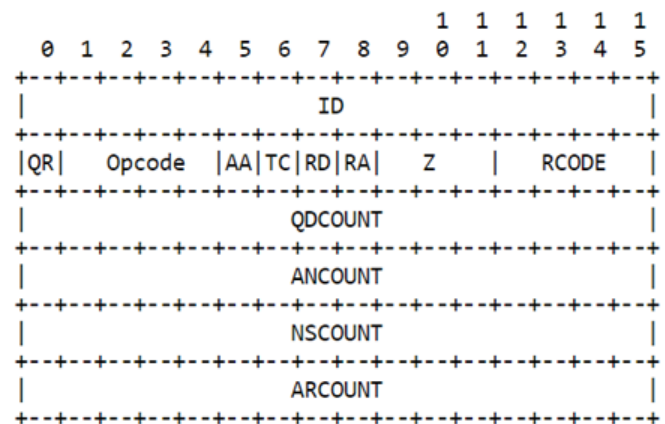 1  1  1  1  1  1
  0  1  2  3  4  5  6  7  8  9  0  1  2  3  4  5
+--+--+--+--+--+--+--+--+--+--+--+--+--+--+--+--+
|                      ID                       |
+--+--+--+--+--+--+--+--+--+--+--+--+--+--+--+--+
|QR|   Opcode  |AA|TC|RD|RA|   Z    |   RCODE   |
+--+--+--+--+--+--+--+--+--+--+--+--+--+--+--+--+
|                    QDCOUNT                    |
+--+--+--+--+--+--+--+--+--+--+--+--+--+--+--+--+
|                    ANCOUNT                    |
+--+--+--+--+--+--+--+--+--+--+--+--+--+--+--+--+
|                    NSCOUNT                    |
+--+--+--+--+--+--+--+--+--+--+--+--+--+--+--+--+
|                    ARCOUNT                    |
+--+--+--+--+--+--+--+--+--+--+--+--+--+--+--+--+